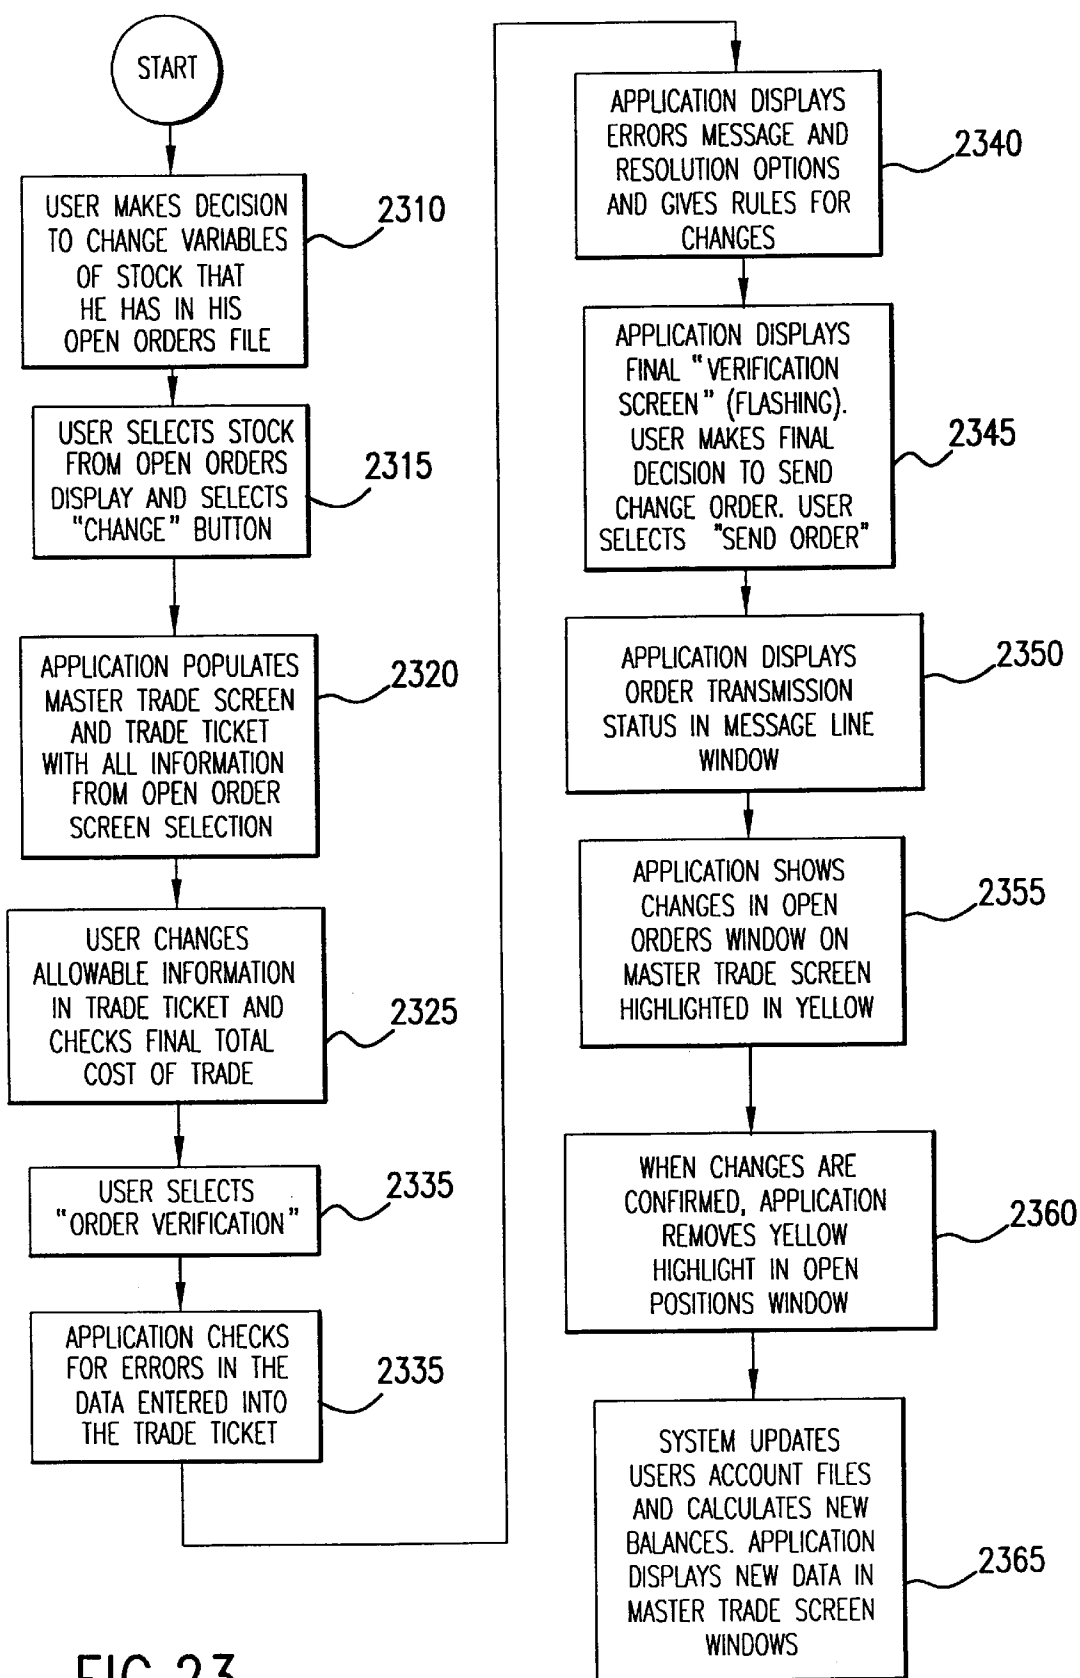 START
USER MAKES DECISION
TO CHANGE VARIABLES
OF STOCK THAT
HE HAS IN HIS
OPEN ORDERS FILE
2310
USER SELECTS STOCK
FROM OPEN ORDERS
DISPLAY AND SELECTS
"CHANGE" BUTTON
2315
APPLICATION POPULATES
MASTER TRADE SCREEN
AND TRADE TICKET
WITH ALL INFORMATION
FROM OPEN ORDER
SCREEN SELECTION
2320
USER CHANGES
ALLOWABLE INFORMATION
IN TRADE TICKET AND
CHECKS FINAL TOTAL
COST OF TRADE
2325
USER SELECTS
"ORDER VERIFICATION"
2335
APPLICATION CHECKS
FOR ERRORS IN THE
DATA ENTERED INTO
THE TRADE TICKET
2335
APPLICATION DISPLAYS
ERRORS MESSAGE AND
RESOLUTION OPTIONS
AND GIVES RULES FOR
CHANGES
2340
APPLICATION DISPLAYS
FINAL "VERIFICATION
SCREEN" (FLASHING).
USER MAKES FINAL
DECISION TO SEND
CHANGE ORDER. USER
SELECTS "SEND ORDER"
2345
APPLICATION DISPLAYS
ORDER TRANSMISSION
STATUS IN MESSAGE LINE
WINDOW
2350
APPLICATION SHOWS
CHANGES IN OPEN
ORDERS WINDOW ON
MASTER TRADE SCREEN
HIGHLIGHTED IN YELLOW
2355
WHEN CHANGES ARE
CONFIRMED, APPLICATION
REMOVES YELLOW
HIGHLIGHT IN OPEN
POSITIONS WINDOW
2360
SYSTEM UPDATES
USERS ACCOUNT FILES
AND CALCULATES NEW
BALANCES. APPLICATION
DISPLAYS NEW DATA IN
MASTER TRADE SCREEN
WINDOWS
2365
FIG.23